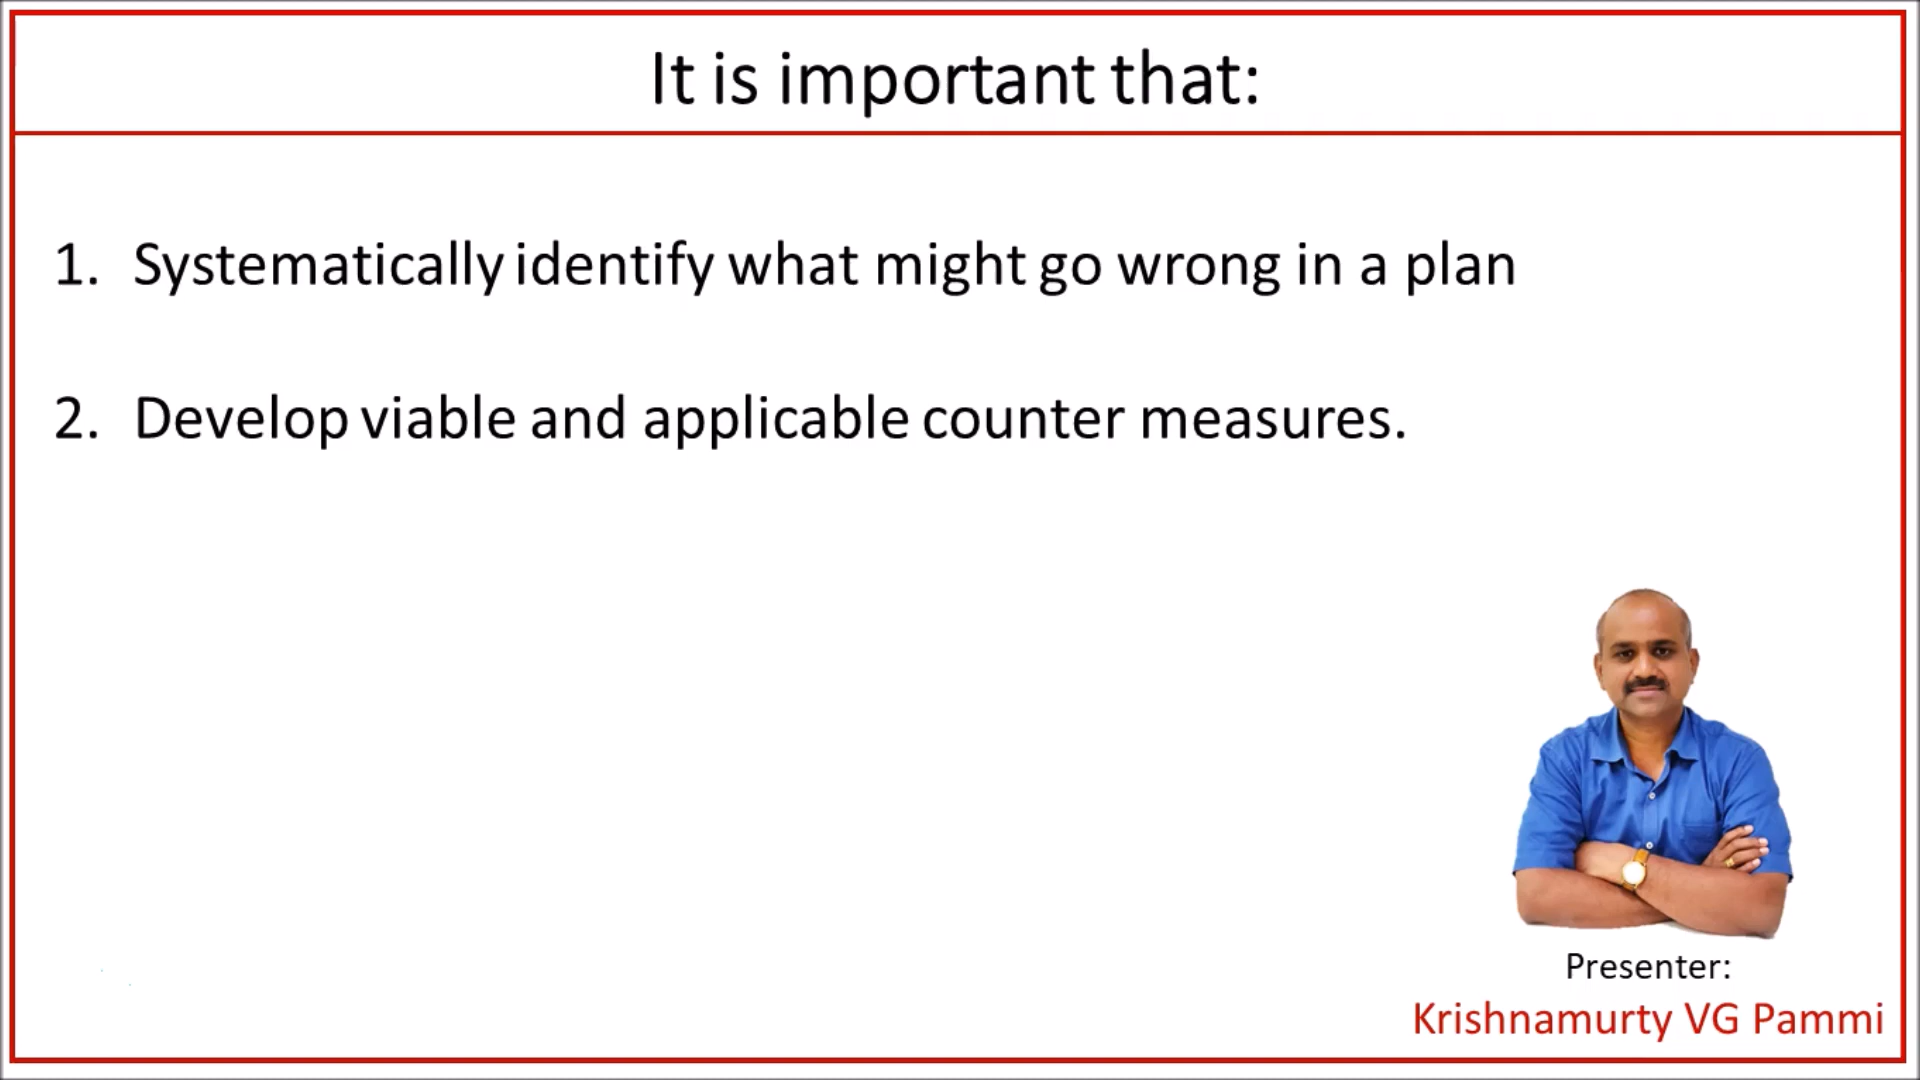 It is important that:
1. Systematically identify what might go wrong in a plan
2. Develop viable and applicable counter measures.
Presenter:
Krishnamurty VG Pammi